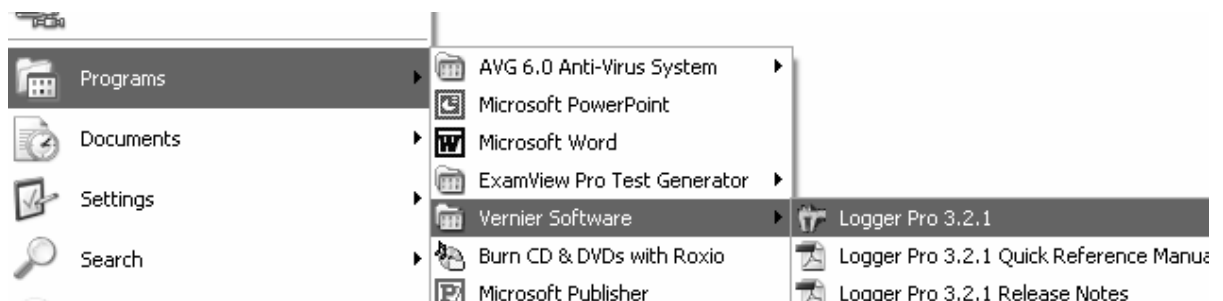 Programs
Documents
Settings
Search
AVG 6.0 Anti-Virus System
Microsoft PowerPoint
Microsoft Word
ExamView Pro Test Generator
Vernier Software
Burn CD & DVDs with Roxio
Microsoft Publisher
Logger Pro 3.2.1
Logger Pro 3.2.1 Quick Reference Manua
Logger Pro 3.2.1 Release Notes